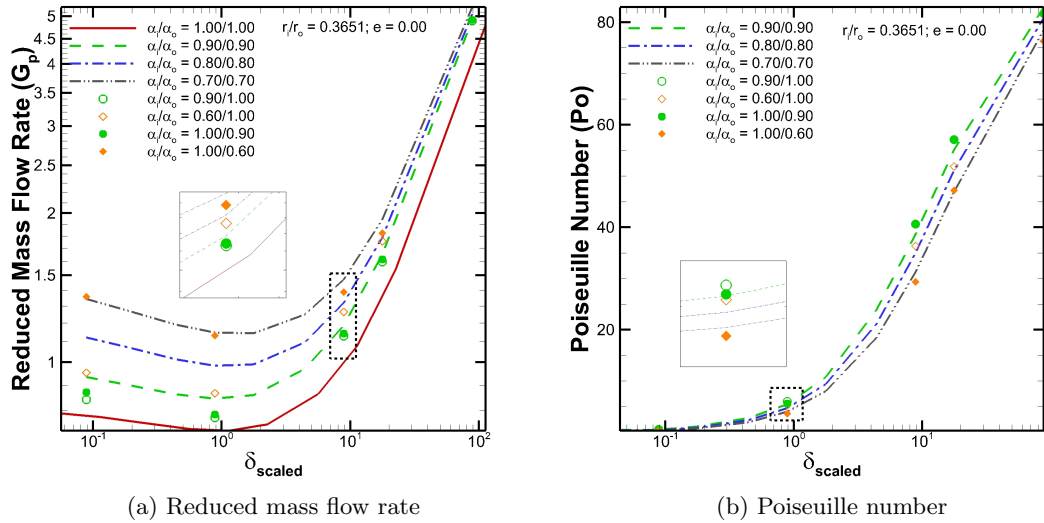 Reduced Mass Flow Rate (Gp)
5
4.5
4
3.5
3
2.5
2
1.5
1
αi/αo = 1.00/1.00
αi/αo = 0.90/0.90
αi/αo = 0.80/0.80
αi/αo = 0.70/0.70
αi/αo = 0.90/1.00
αi/αo = 0.60/1.00
αi/αo = 1.00/0.90
αi/αo = 1.00/0.60
ri/ro = 0.3651; e = 0.00
10-1
100
101
102
δscaled
(a) Reduced mass flow rate
Poiseuille Number (Po)
80
60
40
20
αi/αo = 0.90/0.90
αi/αo = 0.80/0.80
αi/αo = 0.70/0.70
αi/αo = 0.90/1.00
αi/αo = 0.60/1.00
αi/αo = 1.00/0.90
αi/αo = 1.00/0.60
ri/ro = 0.3651; e = 0.00
10-1
100
101
δscaled
(b) Poiseuille number